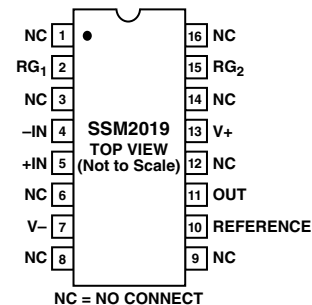 NC 1 16 NC
RG1 2 15 RG2
NC 3 14 NC
–IN 4 SSM2019 13 V+
TOP VIEW
+IN 5 (Not to Scale) 12 NC
NC 6 11 OUT
V– 7 10 REFERENCE
NC 8 9 NC
NC = NO CONNECT